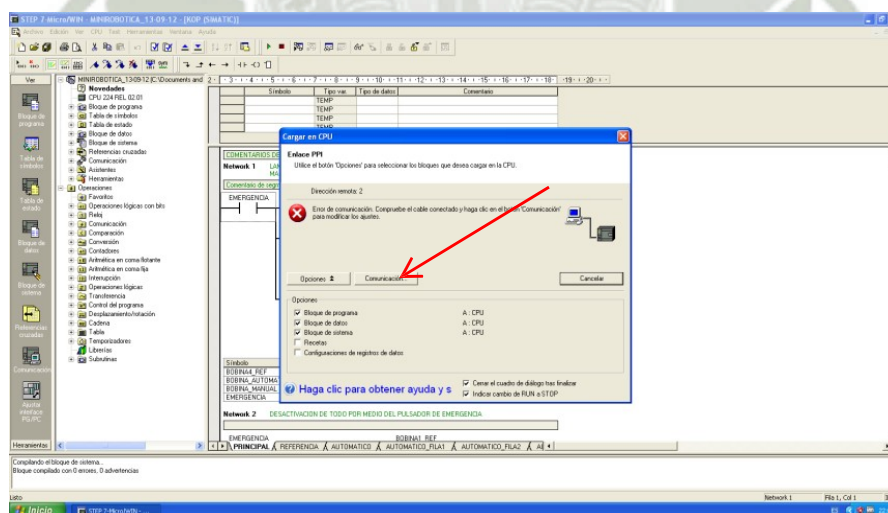 STEP 7-Micro/WIN - MINIROBOTICA_13-09-12 - [KOP (SIMATIC)]
Archivo Edición Ver CPU Test Herramientas Ventana Ayuda
Ver
Bloque de programa
Tabla de símbolos
Tabla de estado
Bloque de datos
Bloque de sistema
Referencias cruzadas
Comunicación
Ajustar interface PG/PC
Herramientas
MINIROBOTICA_13-09-12 (C:\Documents and
Novedades
CPU 224 REL 02.01
Bloque de programa
Tabla de símbolos
Tabla de estado
Bloque de datos
Bloque de sistema
Referencias cruzadas
Comunicación
Asistentes
Herramientas
Operaciones
Favoritos
Operaciones lógicas con bits
Reloj
Comunicación
Comparación
Conversión
Contadores
Aritmética en coma flotante
Aritmética en coma fija
Interrupción
Operaciones lógicas
Transferencia
Control del programa
Desplazamiento/rotación
Cadena
Tabla
Temporizadores
Librerías
Subrutinas
Símbolo Tipo var. Tipo de datos Comentario
TEMP
TEMP
TEMP
TEMP
COMENTARIOS DE
Network 1
EMERGENCIA
Cargar en CPU
Enlace PPI
Utilice el botón 'Opciones' para seleccionar los bloques que desea cargar en la CPU.
Dirección remota: 2
Error de comunicación. Compruebe el cable conectado y haga clic en el botón 'Comunicación'
para modificar los ajustes.
Opciones
Comunicación...
Cancelar
Opciones
Bloque de programa A : CPU
Bloque de datos A : CPU
Bloque de sistema A : CPU
Recetas
Configuraciones de registros de datos
Haga clic para obtener ayuda y s
Cerrar el cuadro de diálogo tras finalizar
Indicar cambio de RUN a STOP
Símbolo
BOBINA4_REF
BOBINA_AUTOMA
BOBINA_MANUAL
EMERGENCIA
Network 2 DESACTIVACION DE TODO POR MEDIO DEL PULSADOR DE EMERGENCIA
EMERGENCIA BOBINA1_REF
PRINCIPAL REFERENCIA AUTOMATICO AUTOMATICO_FILA1 AUTOMATICO_FILA2
Compilando el bloque de sistema...
Bloque compilado con 0 errores, 0 advertencias
Listo
Network 1
Fila 1, Col 1
Inicio
STEP 7-Micro/WIN - ...